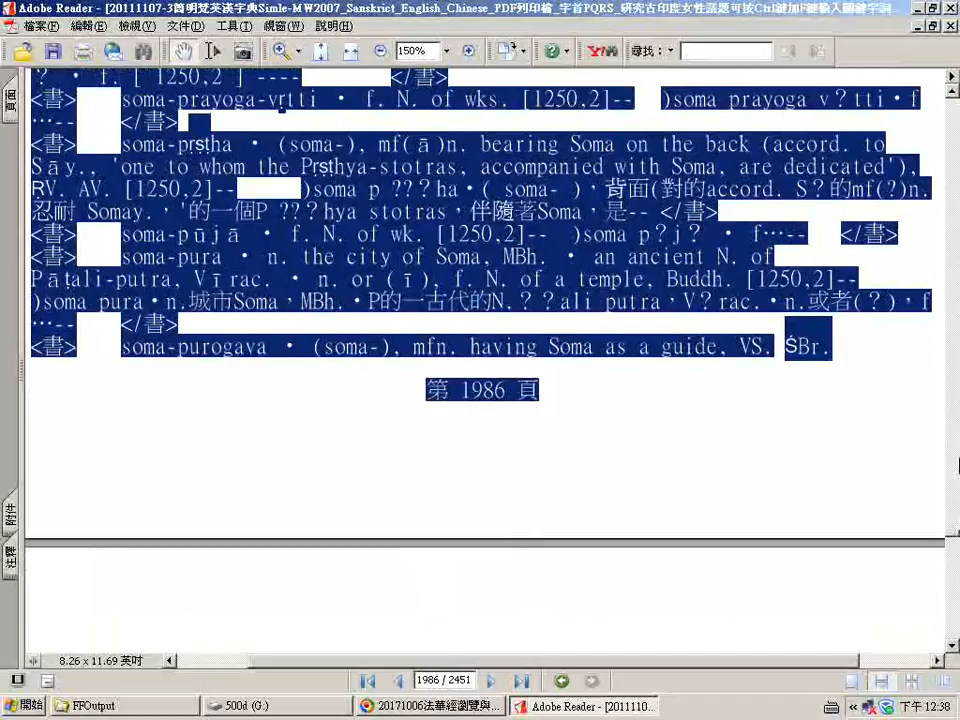 Adobe Reader - [20111107-3簡明梵英漢字典Simle-MW2007_Sanskrict_English_Chinese_PDF列印檔_字首PQRS_研究古印度女性議題可按Ctrl鍵加F鍵輸入關鍵字詞
檔案(F) 編輯(E) 檢視(V) 文件(D) 工具(T) 視窗(W) 說明(H)
150% 尋找：
頁面
? · f. [ 1250,2 ] ---- </書>
<書> soma-prayoga-vṛtti · f. N. of wks. [1250,2]-- )soma prayoga v？tti·f
…-- </書>
<書> soma-pṛṣṭha · (soma-), mf(ā)n. bearing Soma on the back (accord. to
Sāy., 'one to whom the Pṛṣṭhya-stotras, accompanied with Soma, are dedicated'),
RV. AV. [1250,2]-- )soma p ??？ha·( soma- )，背面(對的accord. S？的mf(?)n.
忍耐 Somay.，'的一個P ??？hya stotras，伴隨著Soma，是-- </書>
<書> soma-pūjā · f. N. of wk. [1250,2]-- )soma p？j？ · f…-- </書>
<書> soma-pura · n. the city of Soma, MBh. · an ancient N. of
Pāṭali-putra, Vīrac. · n. or (ī), f. N. of a temple, Buddh. [1250,2]--
)soma pura·n.城市Soma，MBh.·P的一古代的N.？？ali putra，V？rac.·n.或者(？)，f
…-- </書>
<書> soma-purogava · (soma-), mfn. having Soma as a guide, VS. ŚBr.
第 1986 頁
附件
注釋
8.26 x 11.69 英吋
1986 / 2451
開始 FFOutput 500d (G:) 20171006法華經瀏覽與... Adobe Reader - [2011110... 下午 12:38